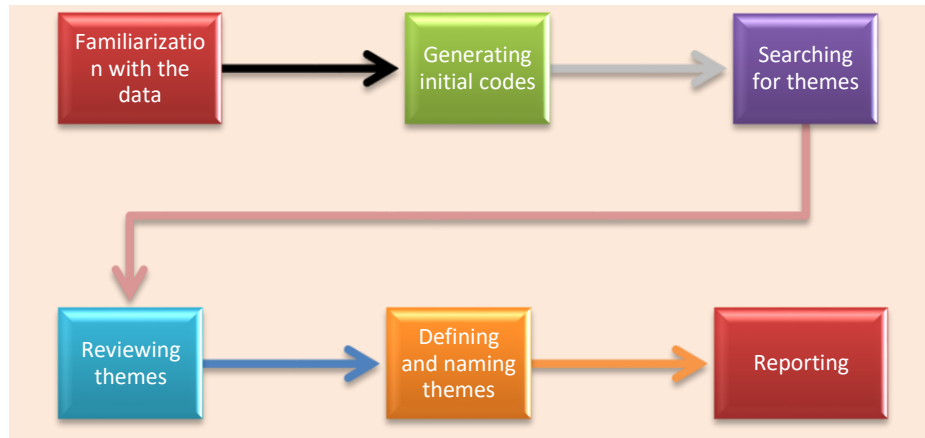 Familiarizatio
n with the
data
Generating
initial codes
Searching
for themes
Reviewing
themes
Defining
and naming
themes
Reporting